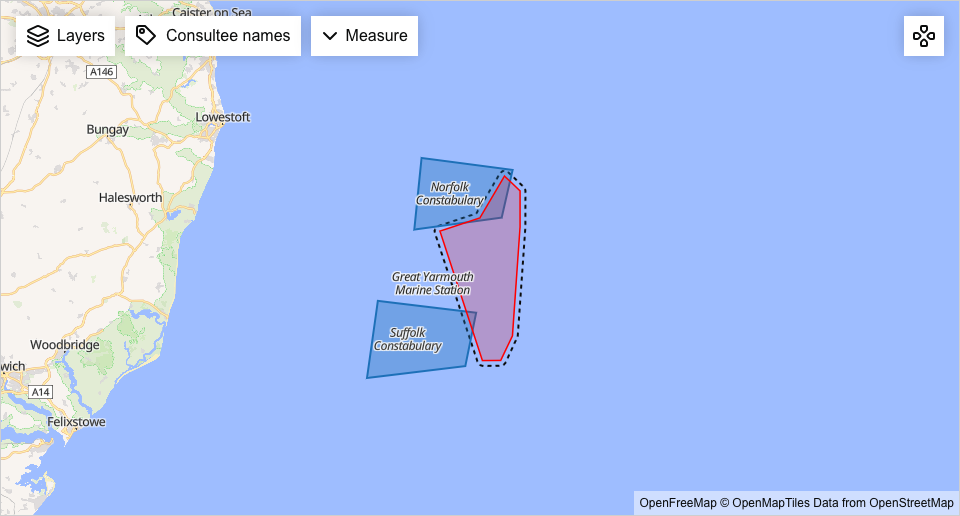 Caister on Sea
Layers
Consultee names
Measure
A146
Lowestoft
Bungay
Halesworth
Norfolk
Constabulary
Great Yarmouth
Marine Station
Suffolk
Constabulary
Woodbridge
wich
A14
Felixstowe
OpenFreeMap © OpenMapTiles Data from OpenStreetMap